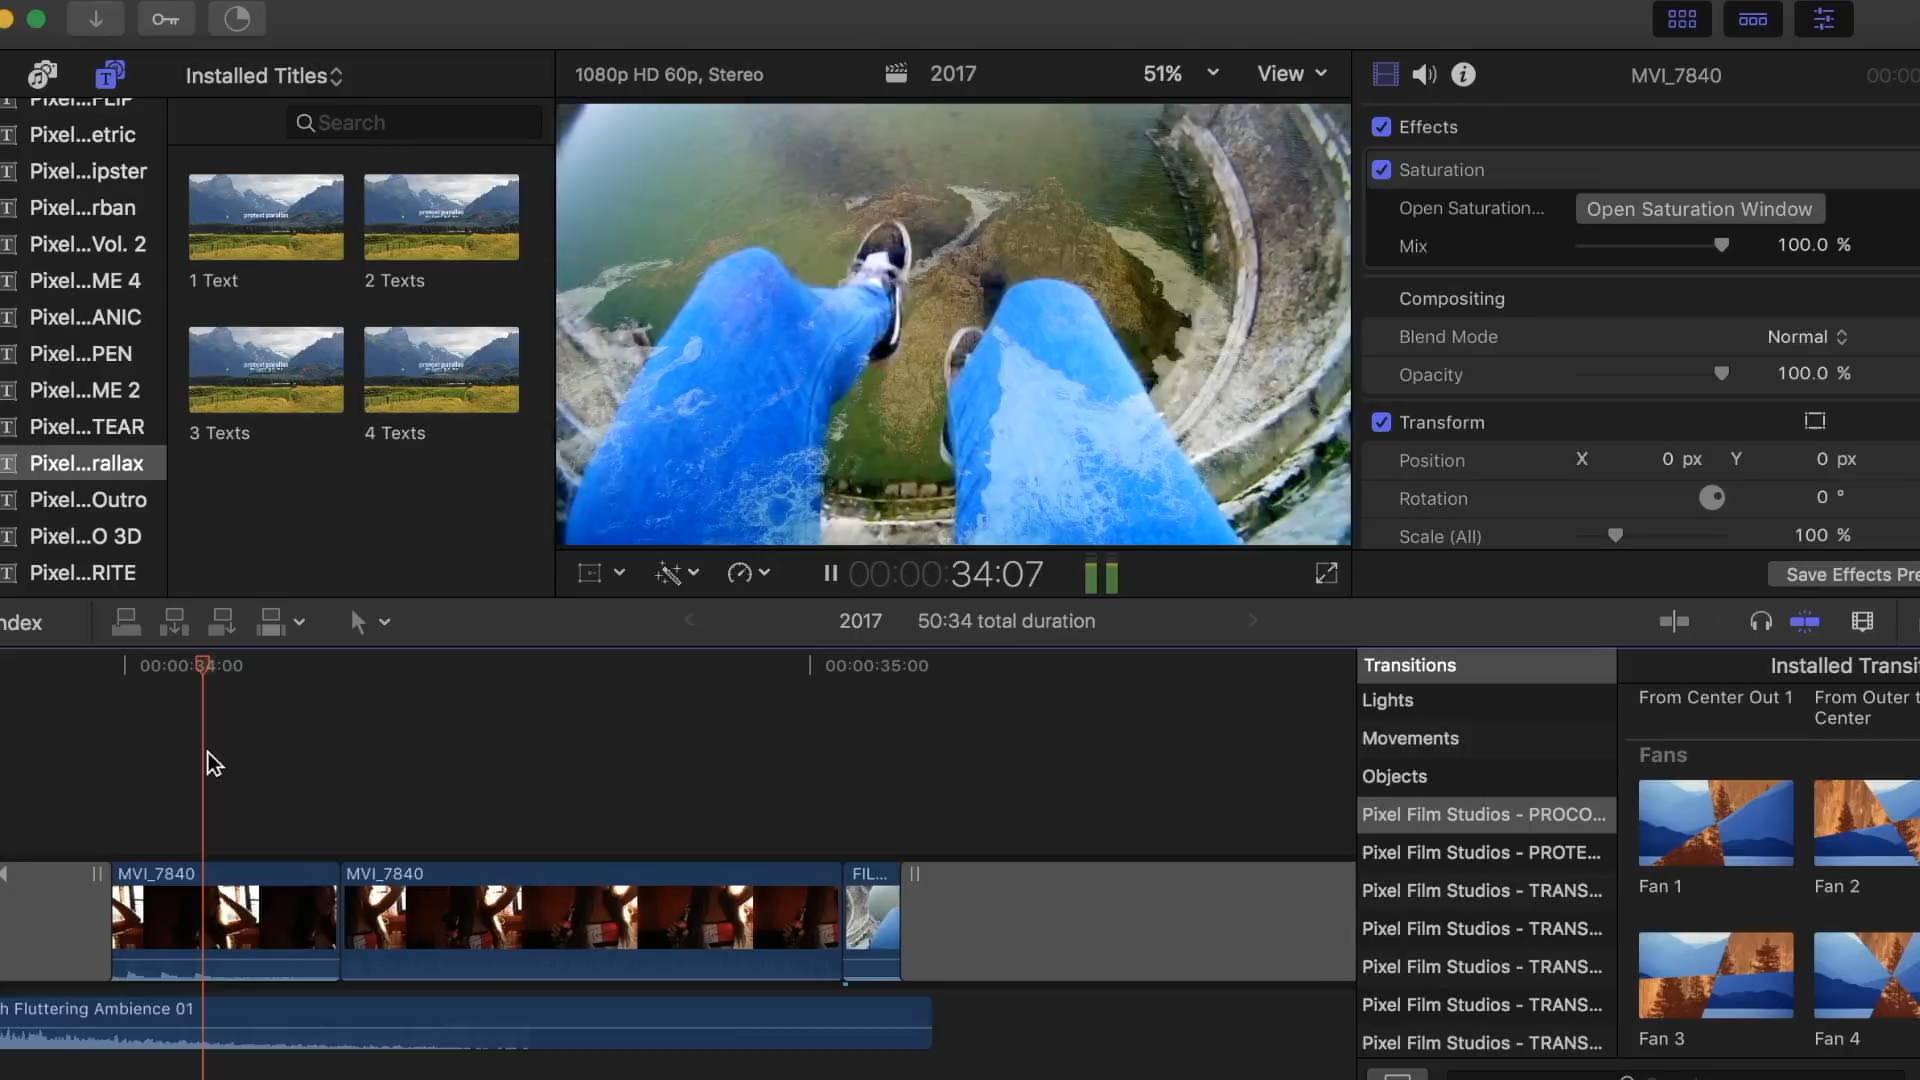 Installed Titles
1080p HD 60p, Stereo
2017
51%
View
MVI_7840
00:00
Pixel...FLIP
Pixel...etric
Pixel...ipster
Pixel...rban
Pixel...Vol. 2
Pixel...ME 4
Pixel...ANIC
Pixel...PEN
Pixel...ME 2
Pixel...TEAR
Pixel...rallax
Pixel...Outro
Pixel...O 3D
Pixel...RITE
Search
1 Text
2 Texts
3 Texts
4 Texts
Effects
Saturation
Open Saturation...
Open Saturation Window
Mix
100.0 %
Compositing
Blend Mode
Normal
Opacity
100.0 %
Transform
Position
X
0 px
Y
0 px
Rotation
0 °
Scale (All)
100 %
Save Effects Pre
00:00:34:07
ndex
2017
50:34 total duration
00:00:34:00
00:00:35:00
MVI_7840
MVI_7840
FIL...
h Fluttering Ambience 01
Transitions
Lights
Movements
Objects
Pixel Film Studios - PROCO...
Pixel Film Studios - PROTE...
Pixel Film Studios - TRANS...
Pixel Film Studios - TRANS...
Pixel Film Studios - TRANS...
Pixel Film Studios - TRANS...
Pixel Film Studios - TRANS...
Installed Transiti
From Center Out 1
From Outer t
Center
Fans
Fan 1
Fan 2
Fan 3
Fan 4